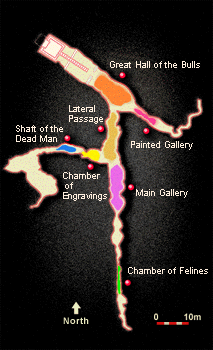 Great Hall of the Bulls
Lateral
Passage
Shaft of the
Dead Man
Painted Gallery
Chamber
of
Engravings
Main Gallery
Chamber of Felines
North
0 10m